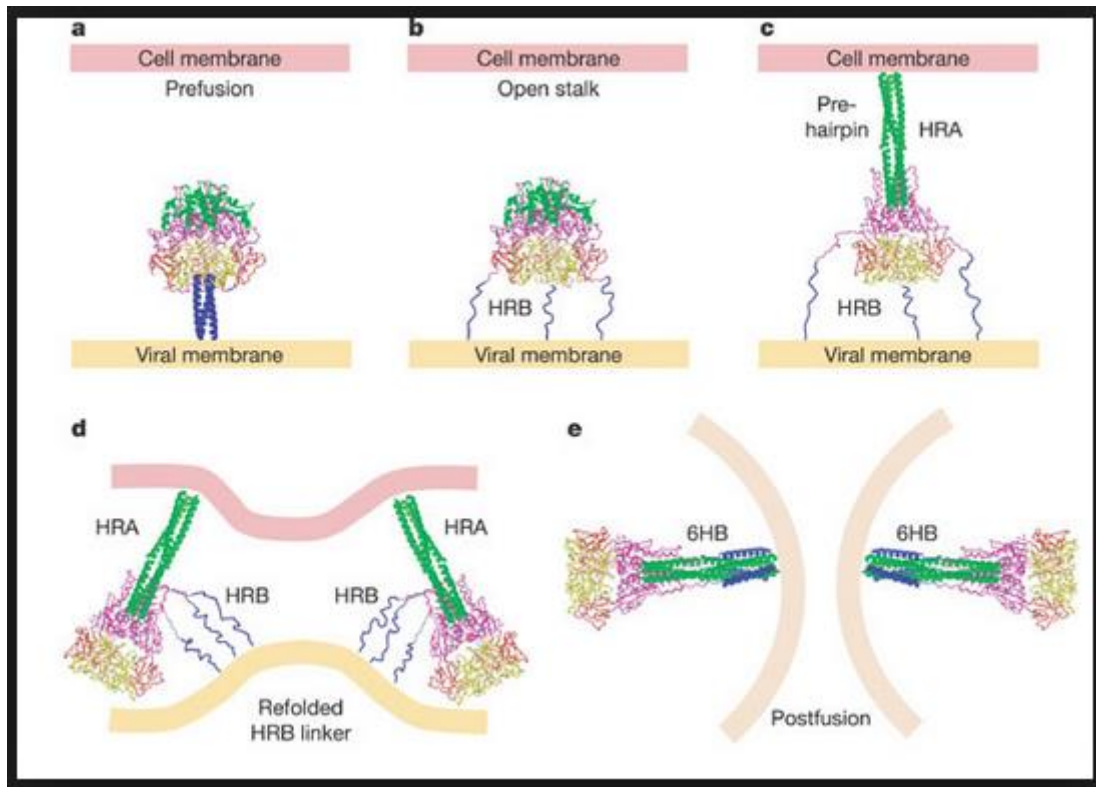 a
Cell membrane
Prefusion
Viral membrane
b
Cell membrane
Open stalk
HRB
Viral membrane
c
Cell membrane
Pre-
hairpin
HRA
HRB
Viral membrane
d
HRA
HRA
HRB
HRB
Refolded
HRB linker
e
6HB
6HB
Postfusion